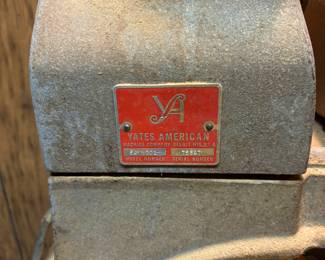 YA
YATES AMERICAN
MACHINE COMPANY BELOIT WIS. U.S.A.
MODEL NUMBER SERIAL NUMBER